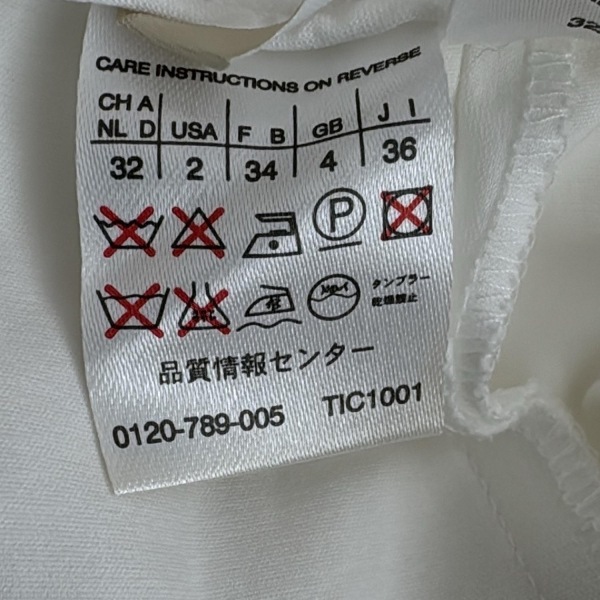 CARE INSTRUCTIONS ON REVERSE
CH A
NL D USA F B GB J I
32 2 34 4 36
P
タンブラー
乾燥禁止
品質情報センター
0120-789-005 TIC1001